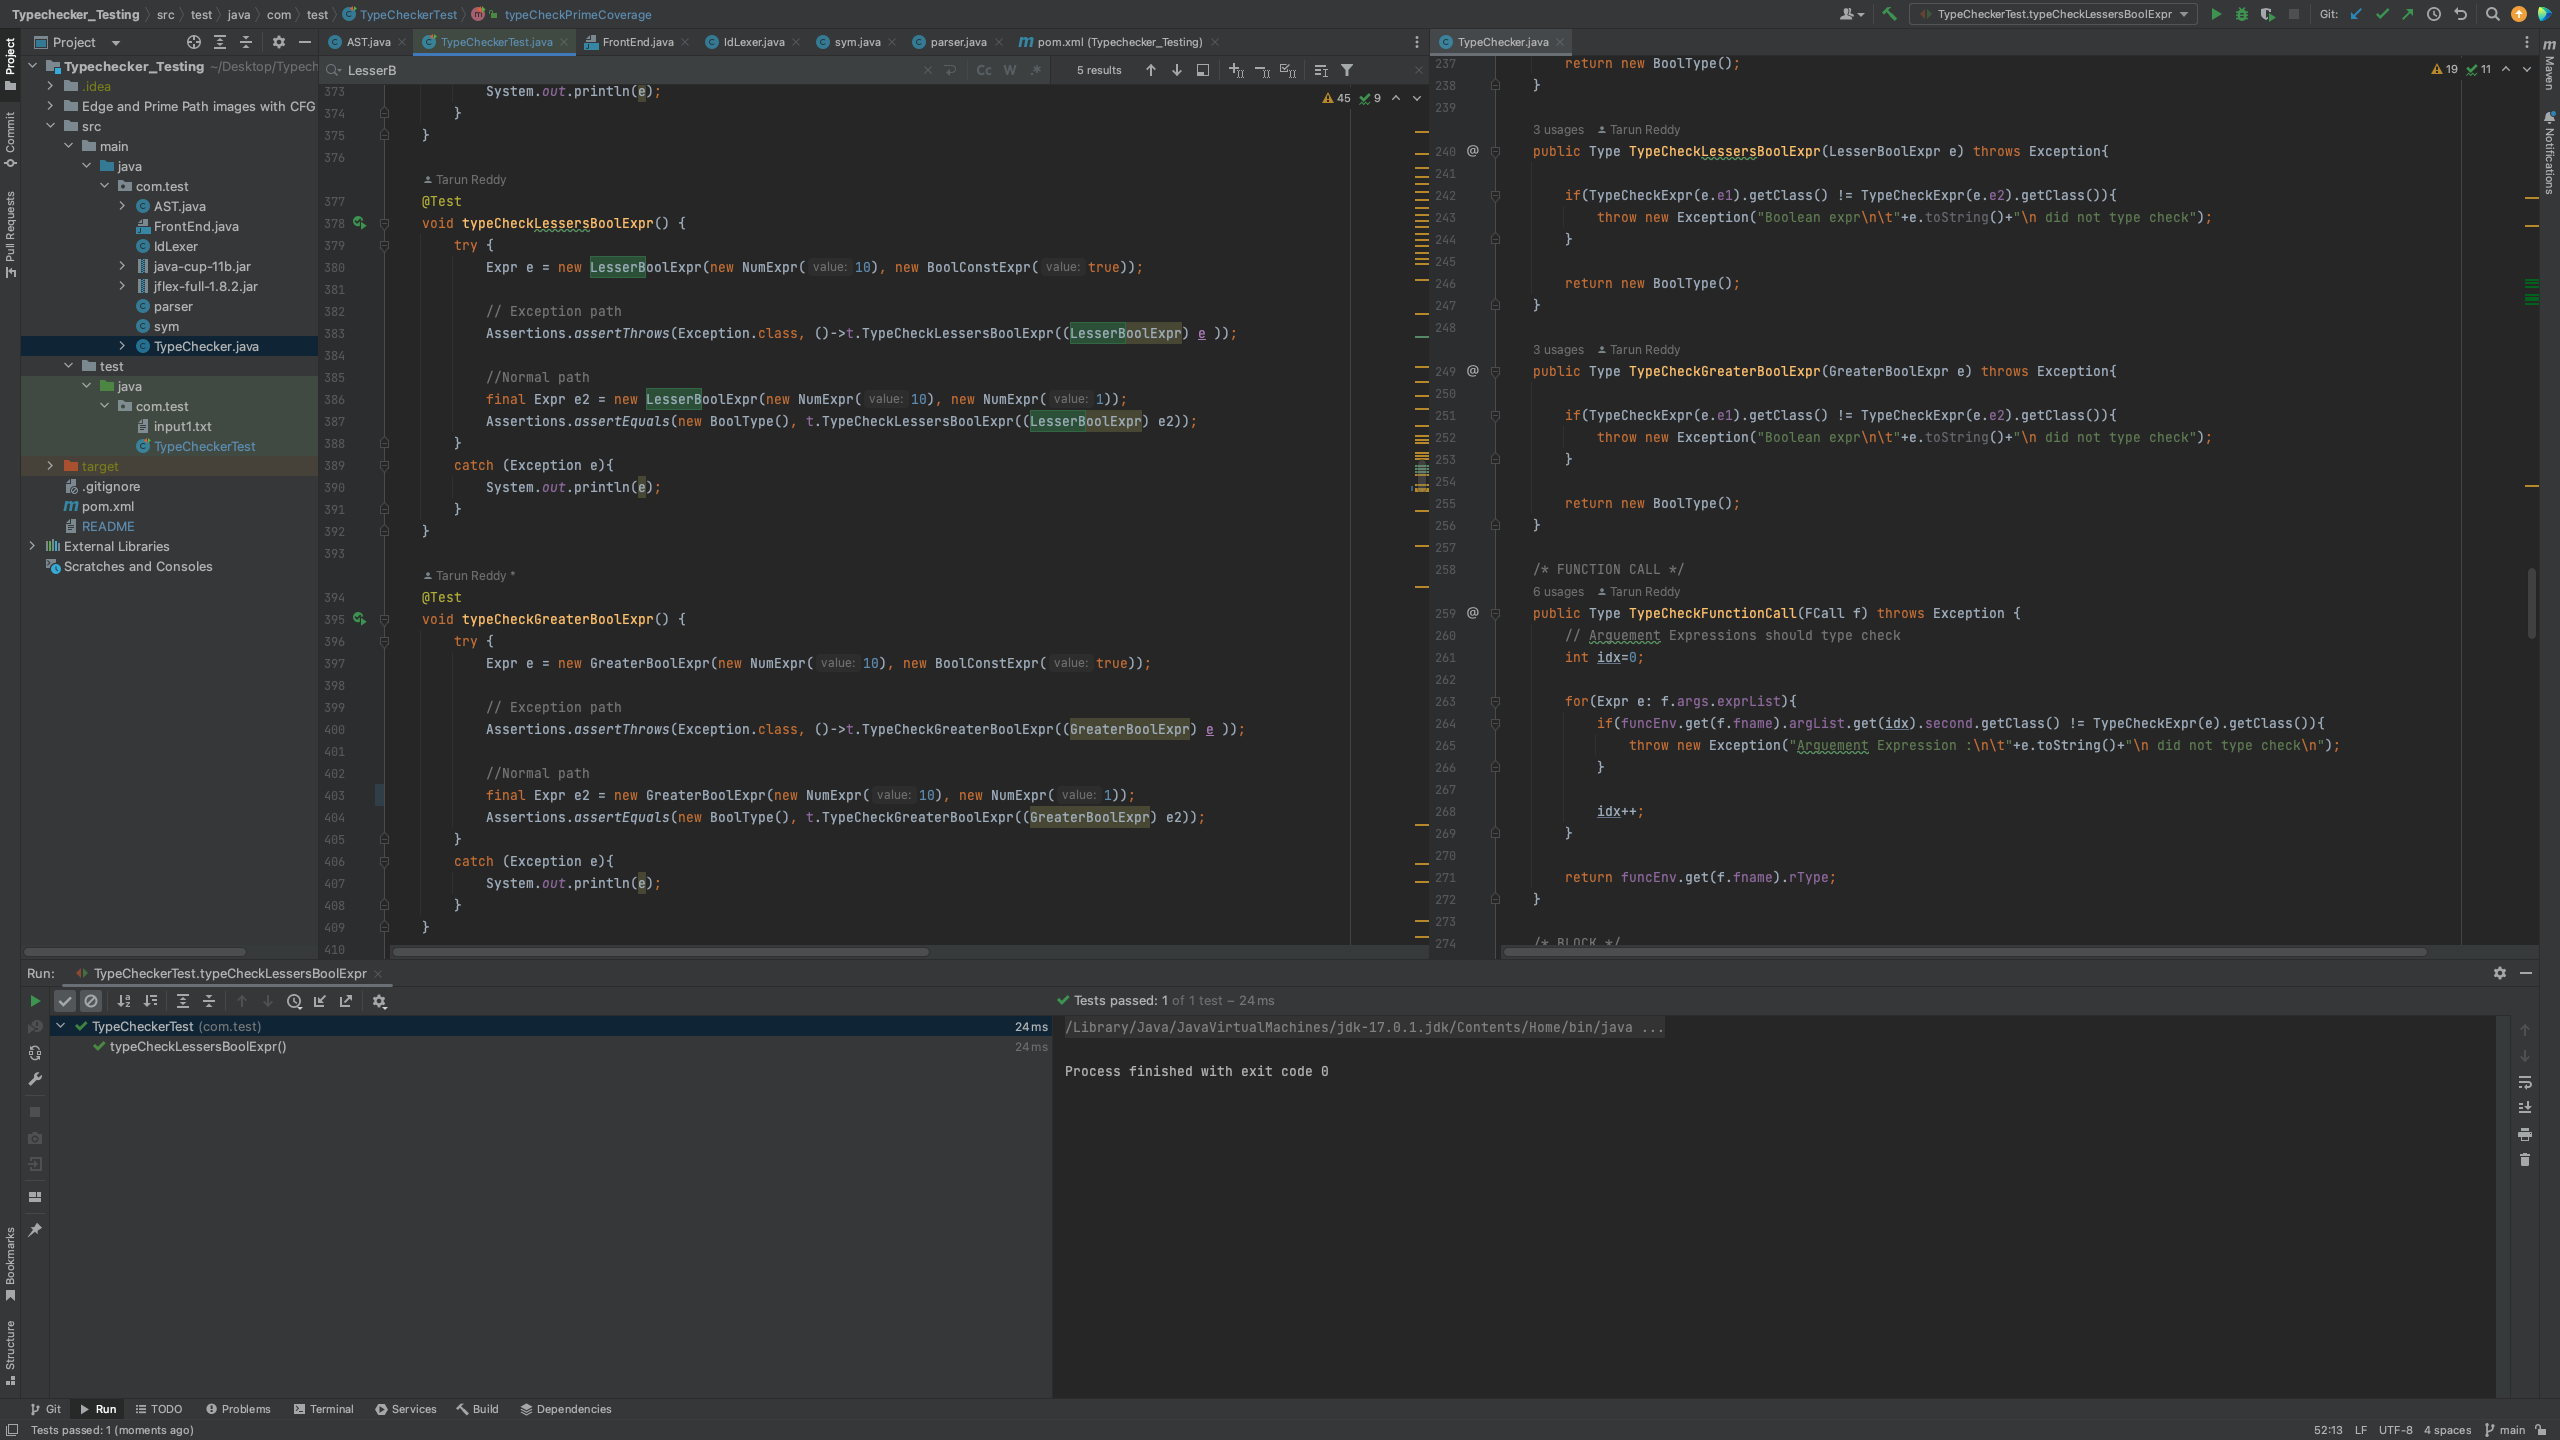 Typechecker_Testing src test java com test TypeCheckerTest typeCheckPrimeCoverage
TypeCheckerTest.typeCheckLessersBoolExpr
Git:
Project
AST.java
TypeCheckerTest.java
FrontEnd.java
IdLexer.java
sym.java
parser.java
pom.xml (Typechecker_Testing)
TypeChecker.java
Project
Commit
Pull Requests
Bookmarks
Structure
Maven
Notifications
Typechecker_Testing ~/Desktop/Typech
.idea
Edge and Prime Path images with CFG
src
main
java
com.test
AST.java
FrontEnd.java
IdLexer
java-cup-11b.jar
jflex-full-1.8.2.jar
parser
sym
TypeChecker.java
test
java
com.test
input1.txt
TypeCheckerTest
target
.gitignore
pom.xml
README
External Libraries
Scratches and Consoles
LesserB
Cc W .* 5 results
45 9
373 System.out.println(e);
374 }
375 }
376
Tarun Reddy
377 @Test
378 void typeCheckLessersBoolExpr() {
379 try {
380 Expr e = new LesserBoolExpr(new NumExpr( value: 10), new BoolConstExpr( value: true));
381
382 // Exception path
383 Assertions.assertThrows(Exception.class, ()->t.TypeCheckLessersBoolExpr((LesserBoolExpr) e ));
384
385 //Normal path
386 final Expr e2 = new LesserBoolExpr(new NumExpr( value: 10), new NumExpr( value: 1));
387 Assertions.assertEquals(new BoolType(), t.TypeCheckLessersBoolExpr((LesserBoolExpr) e2));
388 }
389 catch (Exception e){
390 System.out.println(e);
391 }
392 }
393
Tarun Reddy *
394 @Test
395 void typeCheckGreaterBoolExpr() {
396 try {
397 Expr e = new GreaterBoolExpr(new NumExpr( value: 10), new BoolConstExpr( value: true));
398
399 // Exception path
400 Assertions.assertThrows(Exception.class, ()->t.TypeCheckGreaterBoolExpr((GreaterBoolExpr) e ));
401
402 //Normal path
403 final Expr e2 = new GreaterBoolExpr(new NumExpr( value: 10), new NumExpr( value: 1));
404 Assertions.assertEquals(new BoolType(), t.TypeCheckGreaterBoolExpr((GreaterBoolExpr) e2));
405 }
406 catch (Exception e){
407 System.out.println(e);
408 }
409 }
410
19 11
237 return new BoolType();
238 }
239
3 usages Tarun Reddy
240 @ public Type TypeCheckLessersBoolExpr(LesserBoolExpr e) throws Exception{
241
242 if(TypeCheckExpr(e.e1).getClass() != TypeCheckExpr(e.e2).getClass()){
243 throw new Exception("Boolean expr\n\t"+e.toString()+"\n did not type check");
244 }
245
246 return new BoolType();
247 }
248
3 usages Tarun Reddy
249 @ public Type TypeCheckGreaterBoolExpr(GreaterBoolExpr e) throws Exception{
250
251 if(TypeCheckExpr(e.e1).getClass() != TypeCheckExpr(e.e2).getClass()){
252 throw new Exception("Boolean expr\n\t"+e.toString()+"\n did not type check");
253 }
254
255 return new BoolType();
256 }
257
258 /* FUNCTION CALL */
6 usages Tarun Reddy
259 @ public Type TypeCheckFunctionCall(FCall f) throws Exception {
260 // Arguement Expressions should type check
261 int idx=0;
262
263 for(Expr e: f.args.exprList){
264 if(funcEnv.get(f.fname).argList.get(idx).second.getClass() != TypeCheckExpr(e).getClass()){
265 throw new Exception("Arguement Expression :\n\t"+e.toString()+"\n did not type check\n");
266 }
267
268 idx++;
269 }
270
271 return funcEnv.get(f.fname).rType;
272 }
273
274 /* BLOCK */
Run: TypeCheckerTest.typeCheckLessersBoolExpr
Tests passed: 1 of 1 test – 24 ms
TypeCheckerTest (com.test) 24 ms
typeCheckLessersBoolExpr() 24 ms
/Library/Java/JavaVirtualMachines/jdk-17.0.1.jdk/Contents/Home/bin/java ...
Process finished with exit code 0
Git Run TODO Problems Terminal Services Build Dependencies
Tests passed: 1 (moments ago)
52:13 LF UTF-8 4 spaces main